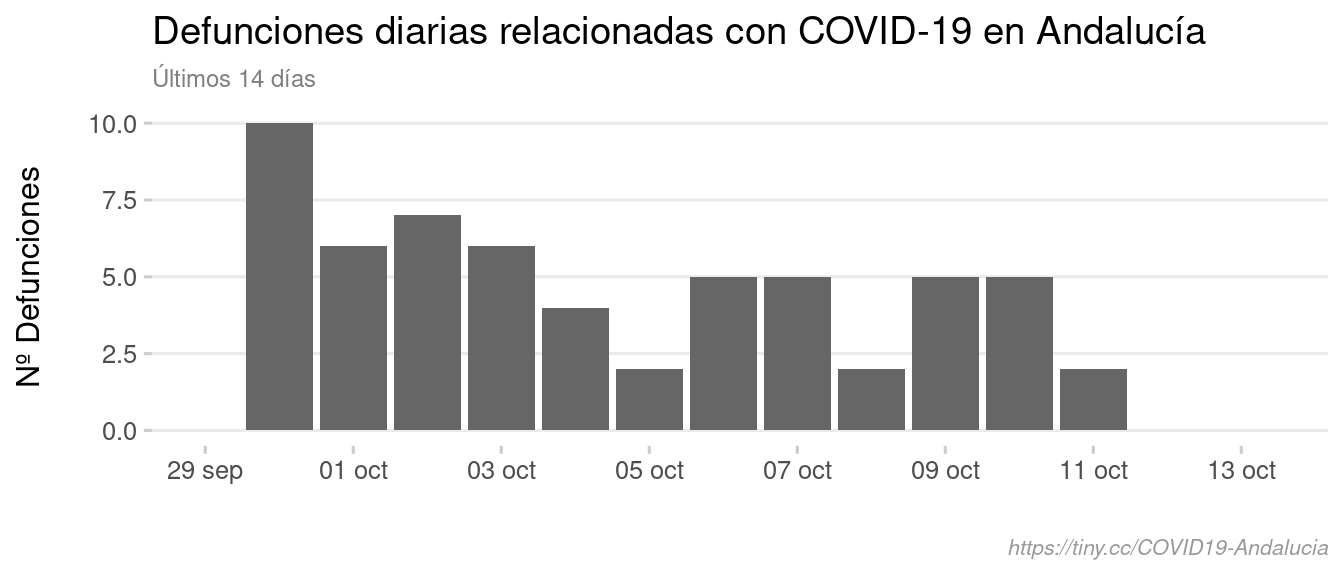 Defunciones diarias relacionadas con COVID-19 en Andalucía
Últimos 14 días
Nº Defunciones
10.0
7.5
5.0
2.5
0.0
29 sep 01 oct 03 oct 05 oct 07 oct 09 oct 11 oct 13 oct
https://tiny.cc/COVID19-Andalucia